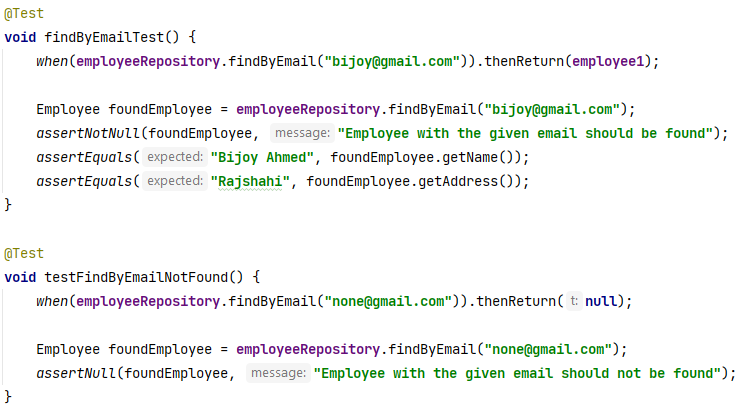 @Test
void findByEmailTest() {
    when(employeeRepository.findByEmail("bijoy@gmail.com")).thenReturn(employee1);

    Employee foundEmployee = employeeRepository.findByEmail("bijoy@gmail.com");
    assertNotNull(foundEmployee, message: "Employee with the given email should be found");
    assertEquals( expected: "Bijoy Ahmed", foundEmployee.getName());
    assertEquals( expected: "Rajshahi", foundEmployee.getAddress());
}

@Test
void testFindByEmailNotFound() {
    when(employeeRepository.findByEmail("none@gmail.com")).thenReturn( t: null);

    Employee foundEmployee = employeeRepository.findByEmail("none@gmail.com");
    assertNull(foundEmployee, message: "Employee with the given email should not be found");
}